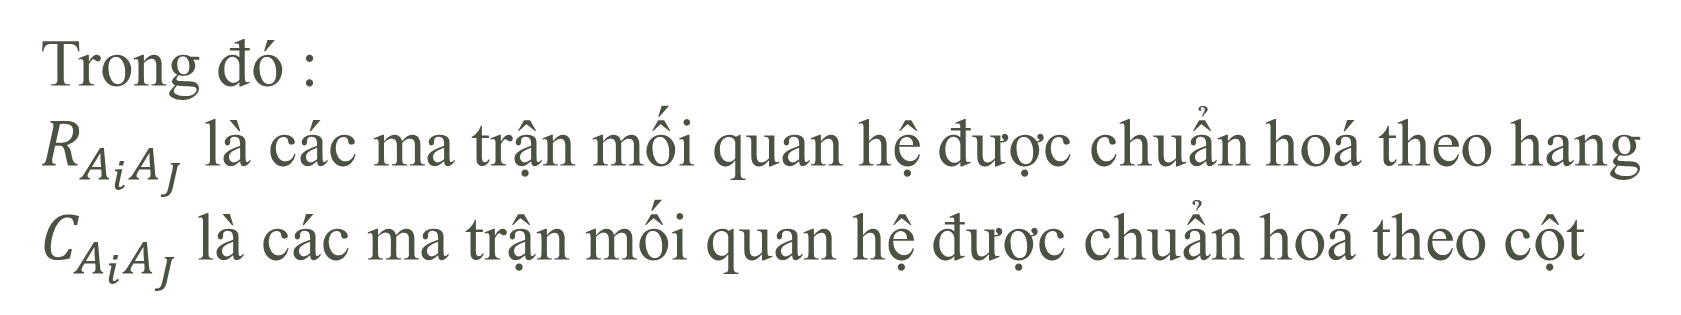 Trong đó :
$R_{A_iA_J}$ là các ma trận mối quan hệ được chuẩn hoá theo hang
$C_{A_iA_J}$ là các ma trận mối quan hệ được chuẩn hoá theo cột